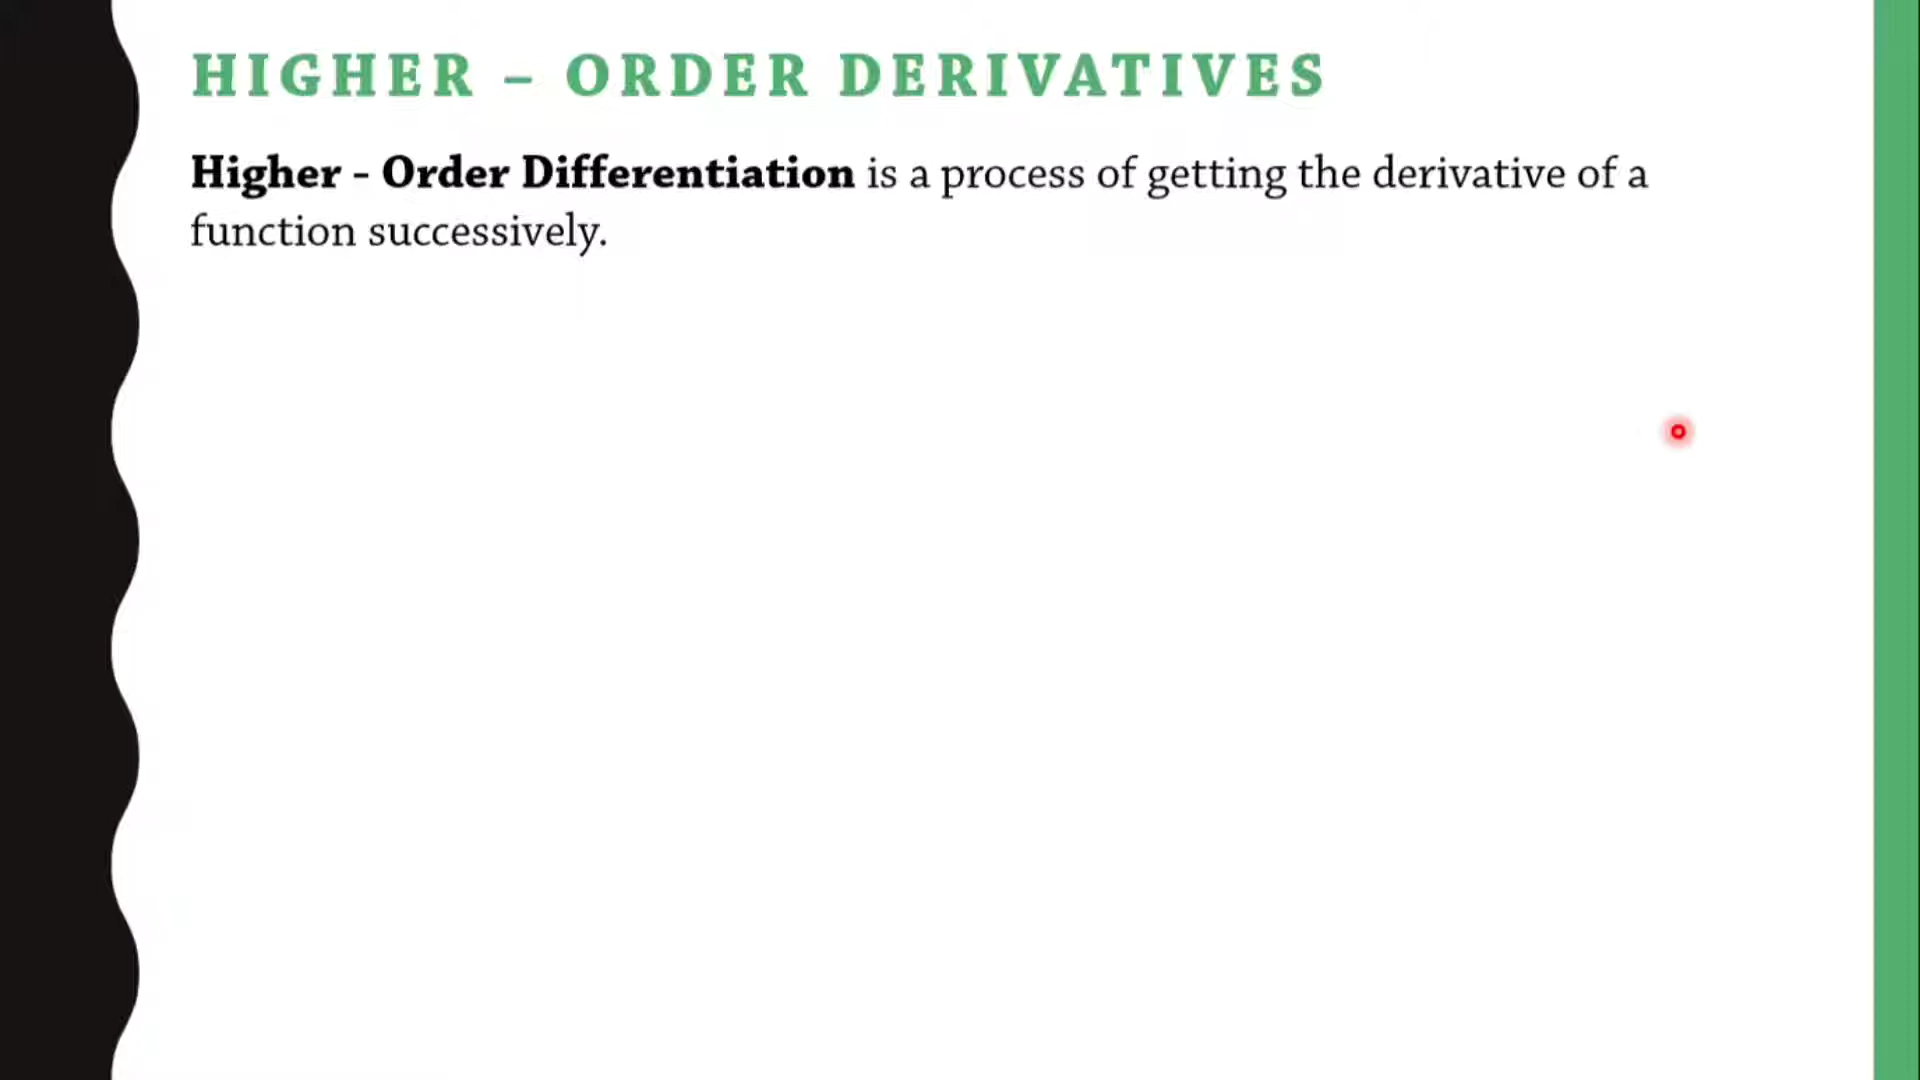 HIGHER – ORDER DERIVATIVES
Higher - Order Differentiation is a process of getting the derivative of a
function successively.